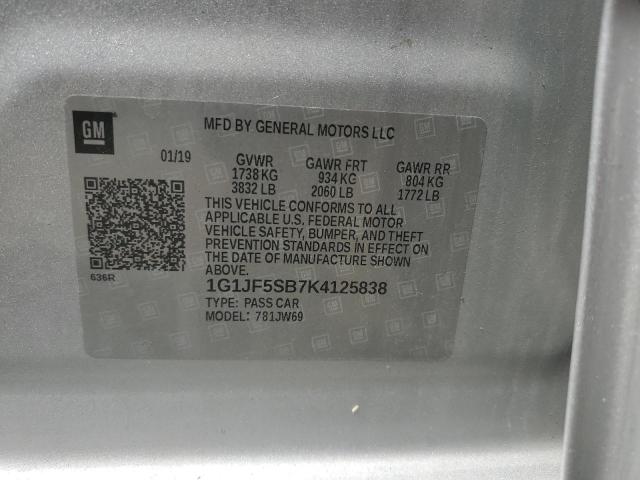 GM
MFD BY GENERAL MOTORS LLC
01/19 GVWR GAWR FRT GAWR RR
1738 KG 934 KG 804 KG
3832 LB 2060 LB 1772 LB
THIS VEHICLE CONFORMS TO ALL
APPLICABLE U.S. FEDERAL MOTOR
VEHICLE SAFETY, BUMPER, AND THEFT
PREVENTION STANDARDS IN EFFECT ON
THE DATE OF MANUFACTURE SHOWN
ABOVE.
636R
1G1JF5SB7K4125838
TYPE: PASS CAR
MODEL: 781JW69